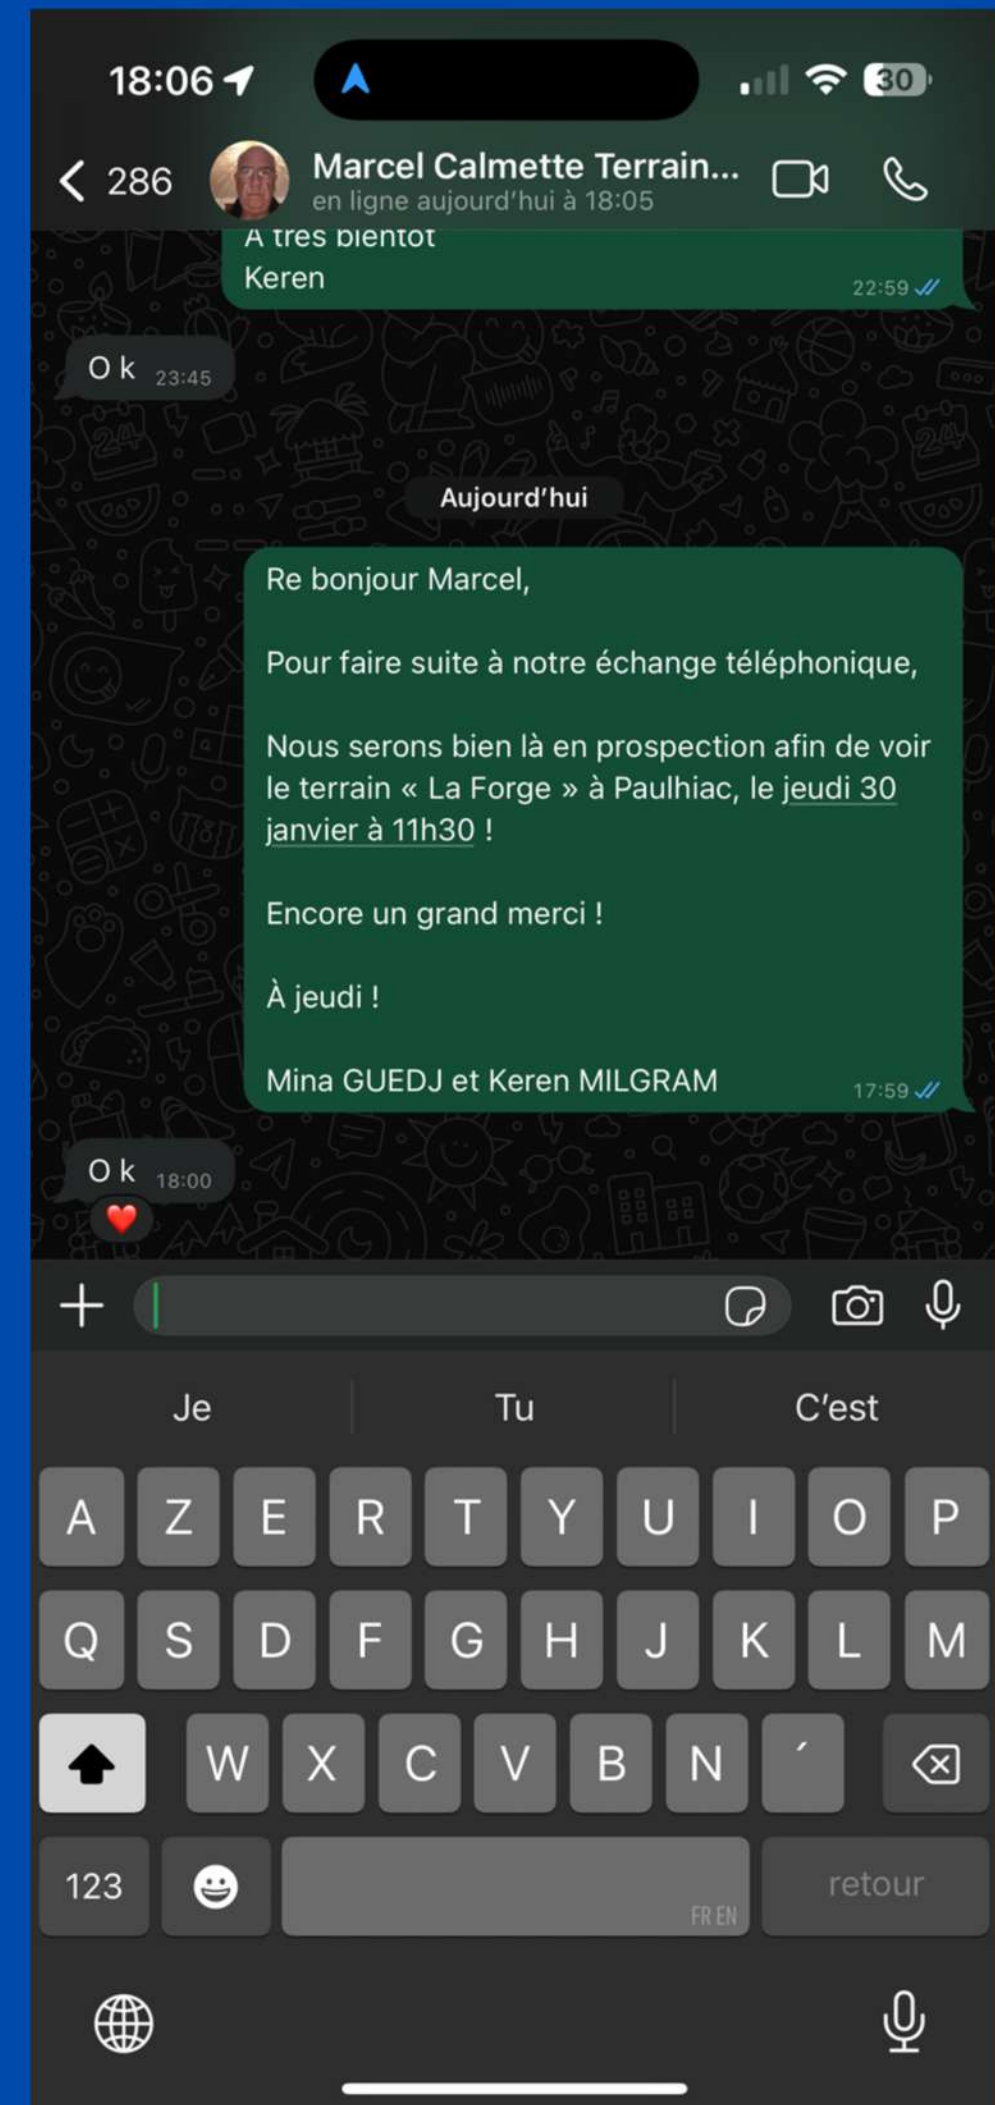 18:06
30
286
Marcel Calmette Terrain...
en ligne aujourd'hui à 18:05
A très bientôt
Keren
22:59
O k 23:45
Aujourd'hui
Re bonjour Marcel,
Pour faire suite à notre échange téléphonique,
Nous serons bien là en prospection afin de voir
le terrain « La Forge » à Paulhiac, le jeudi 30
janvier à 11h30 !
Encore un grand merci !
À jeudi !
Mina GUEDJ et Keren MILGRAM
17:59
O k 18:00
Je Tu C'est
A Z E R T Y U I O P
Q S D F G H J K L M
W X C V B N ´
123 retour
FR EN